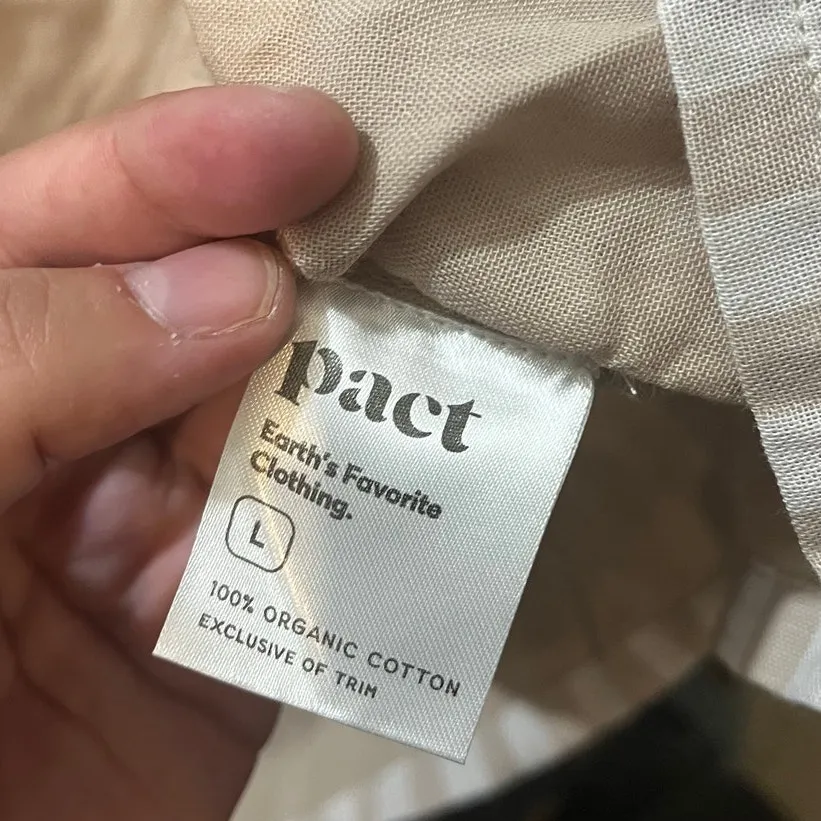 pact
Earth's Favorite
Clothing.
L
100% ORGANIC COTTON
EXCLUSIVE OF TRIM